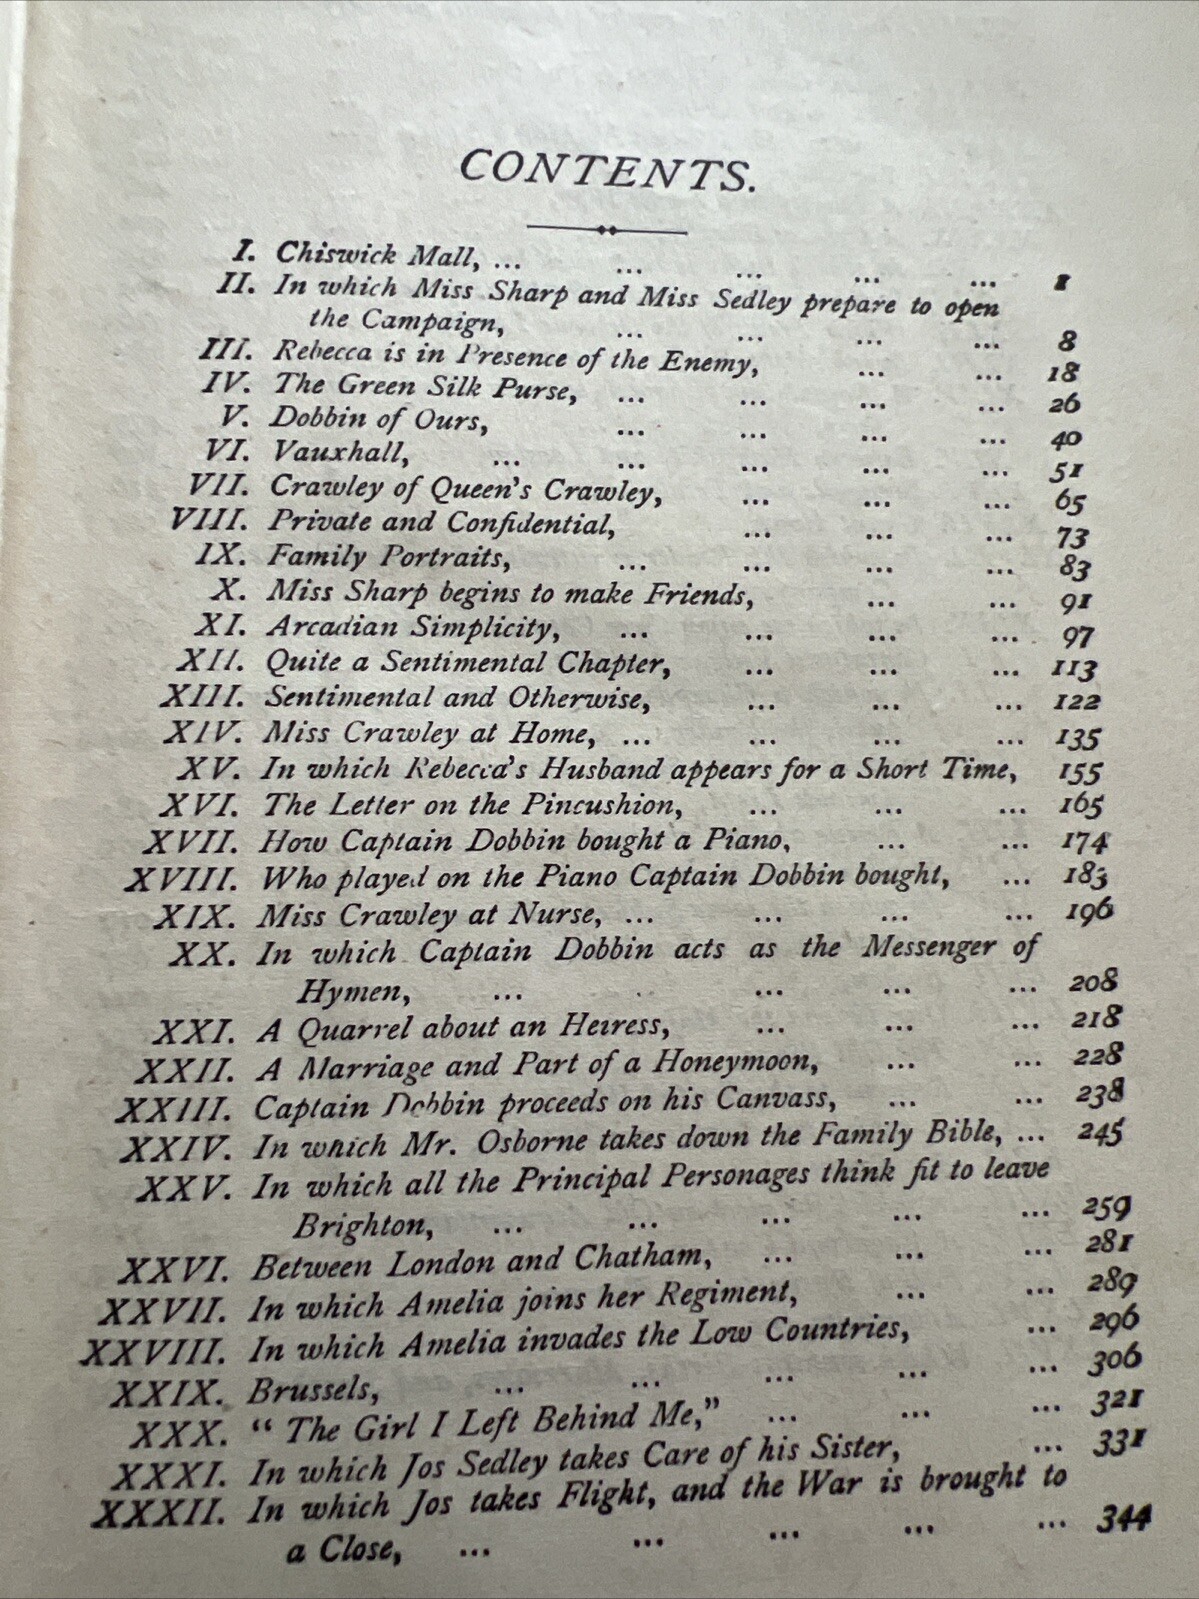 CONTENTS.
I. Chiswick Mall, ... ... ... ... ... 1
II. In which Miss Sharp and Miss Sedley prepare to open
the Campaign, ... ... ... ... 8
III. Rebecca is in Presence of the Enemy, ... ... 18
IV. The Green Silk Purse, ... ... ... ... 26
V. Dobbin of Ours, ... ... ... ... 40
VI. Vauxhall, ... ... ... ... ... 51
VII. Crawley of Queen's Crawley, ... ... ... 65
VIII. Private and Confidential, ... ... ... 73
IX. Family Portraits, ... ... ... ... 83
X. Miss Sharp begins to make Friends, ... ... 91
XI. Arcadian Simplicity, ... ... ... ... 97
XII. Quite a Sentimental Chapter, ... ... ... 113
XIII. Sentimental and Otherwise, ... ... ... 122
XIV. Miss Crawley at Home, ... ... ... ... 135
XV. In which Rebecca's Husband appears for a Short Time, 155
XVI. The Letter on the Pincushion, ... ... ... 165
XVII. How Captain Dobbin bought a Piano, ... ... 174
XVIII. Who played on the Piano Captain Dobbin bought, ... 183
XIX. Miss Crawley at Nurse, ... ... ... ... 196
XX. In which Captain Dobbin acts as the Messenger of
Hymen, ... ... ... ... 208
XXI. A Quarrel about an Heiress, ... ... ... 218
XXII. A Marriage and Part of a Honeymoon, ... ... 228
XXIII. Captain Dobbin proceeds on his Canvass, ... ... 238
XXIV. In which Mr. Osborne takes down the Family Bible, ... 245
XXV. In which all the Principal Personages think fit to leave
Brighton, ... ... ... ... ... 259
XXVI. Between London and Chatham, ... ... ... 281
XXVII. In which Amelia joins her Regiment, ... ... 289
XXVIII. In which Amelia invades the Low Countries, ... 296
XXIX. Brussels, ... ... ... ... ... 306
XXX. “ The Girl I Left Behind Me,” ... ... ... 321
XXXI. In which Jos Sedley takes Care of his Sister, ... 331
XXXII. In which Jos takes Flight, and the War is brought to
a Close, ... ... ... ... ... 344